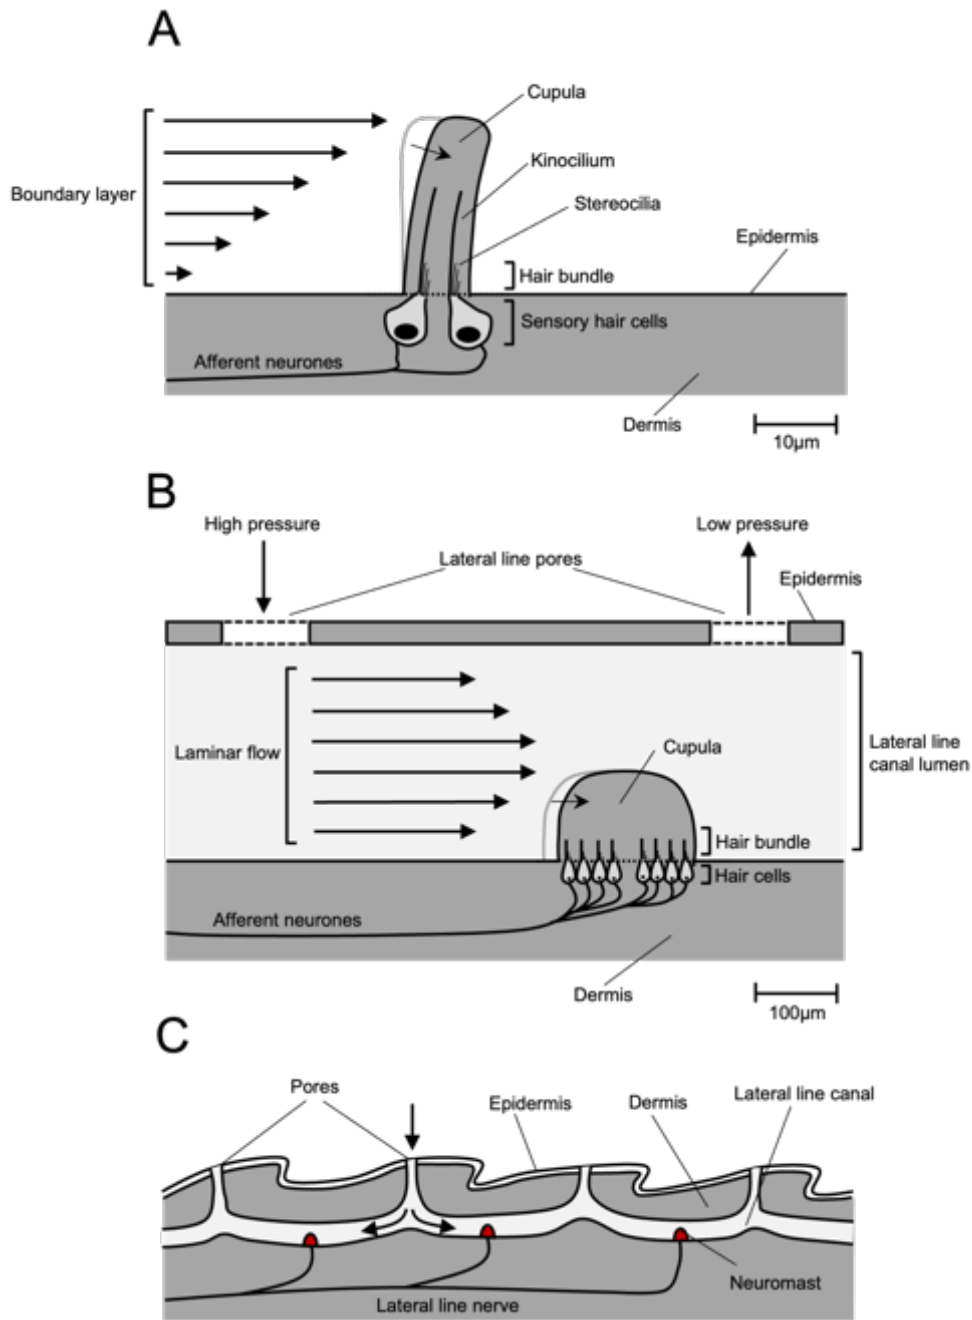 A
Cupula
Boundary layer
Kinocilium
Stereocilia
Epidermis
Hair bundle
Sensory hair cells
Afferent neurones
Dermis
10µm
B
High pressure
Low pressure
Lateral line pores
Epidermis
Laminar flow
Cupula
Lateral line
canal lumen
Hair bundle
Hair cells
Afferent neurones
Dermis
100µm
C
Pores
Epidermis
Dermis
Lateral line canal
Neuromast
Lateral line nerve